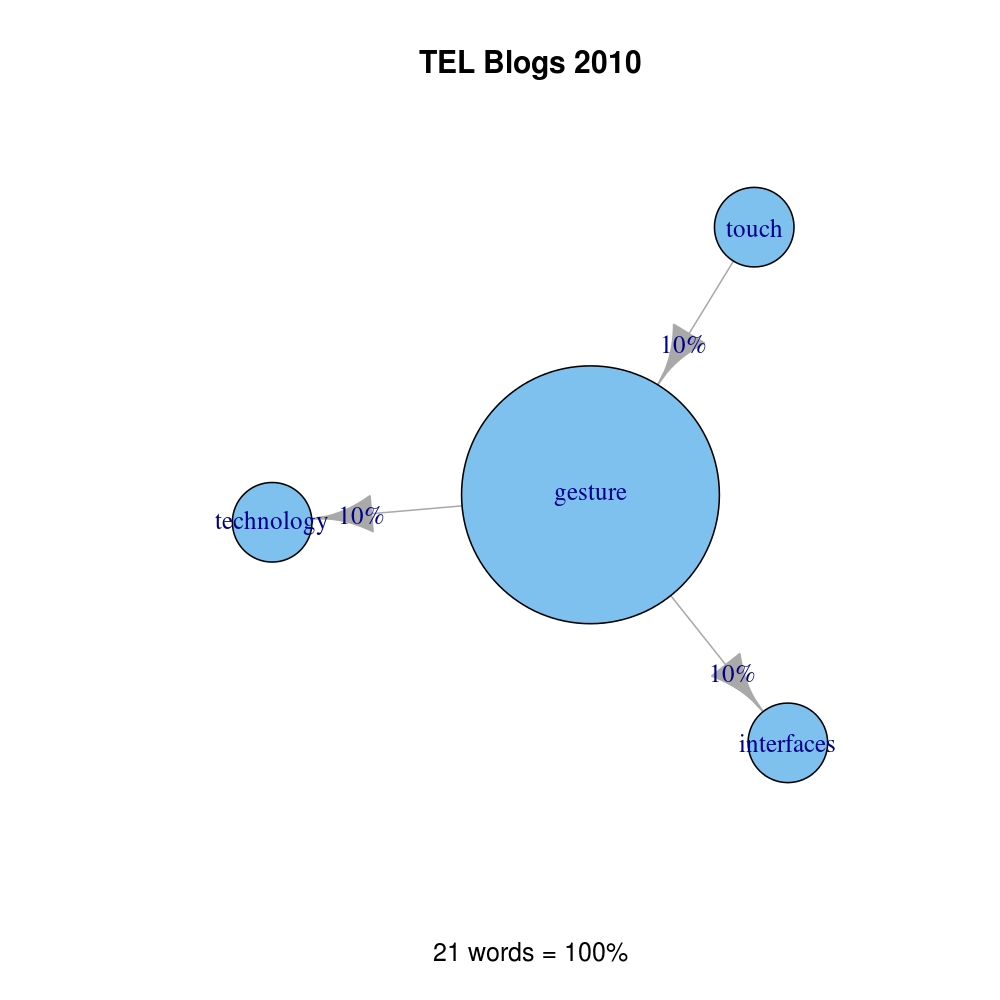 TEL Blogs 2010
touch
10%
gesture
technology
10%
10%
interfaces
21 words = 100%